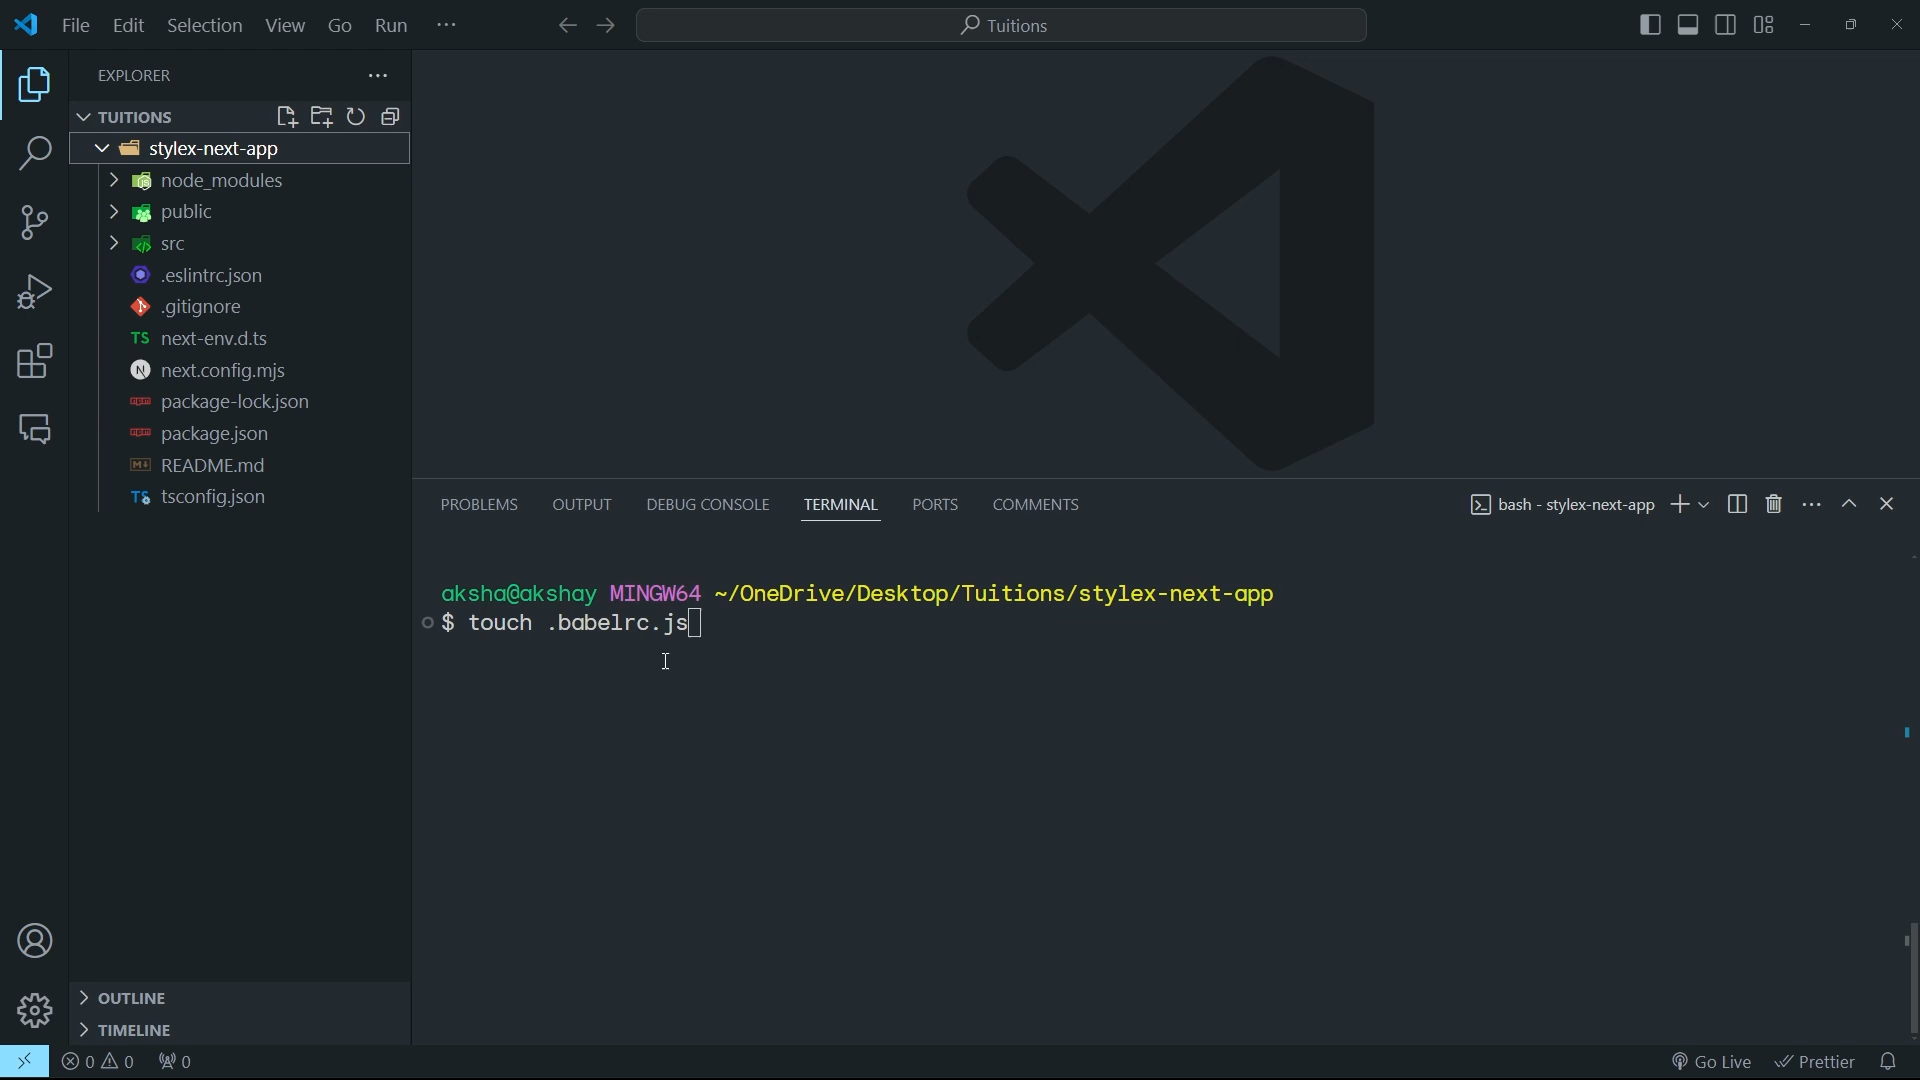 File Edit Selection View Go Run ···
Tuitions
EXPLORER ···
TUITIONS
stylex-next-app
node_modules
public
src
.eslintrc.json
.gitignore
TS next-env.d.ts
N next.config.mjs
package-lock.json
package.json
M↓ README.md
TS tsconfig.json
PROBLEMS OUTPUT DEBUG CONSOLE TERMINAL PORTS COMMENTS
bash - stylex-next-app
aksha@akshay MINGW64 ~/OneDrive/Desktop/Tuitions/stylex-next-app
$ touch .babelrc.js
OUTLINE
TIMELINE
0 0 0 Go Live Prettier